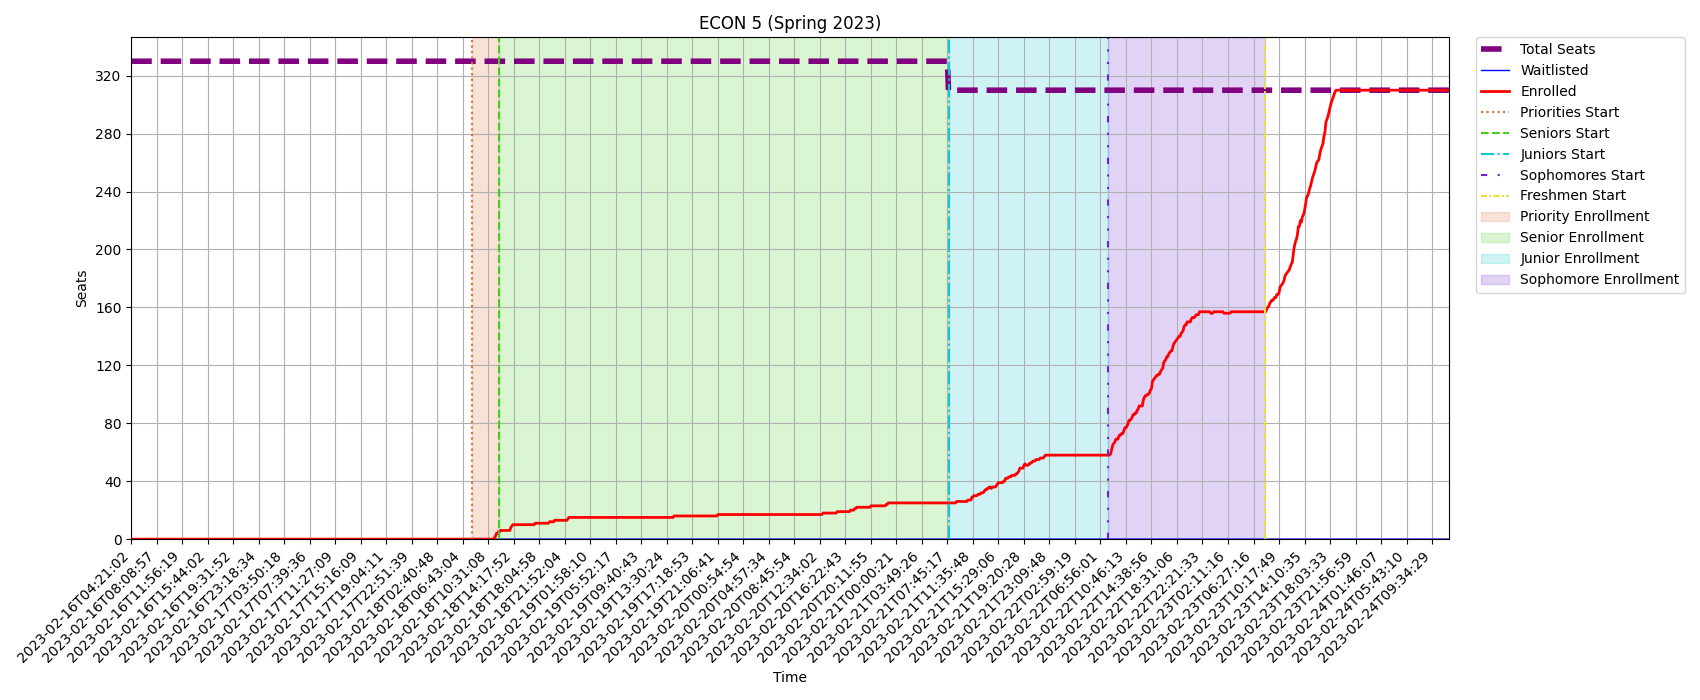 ECON 5 (Spring 2023)
Seats
320
280
240
200
160
120
80
40
0
2023-02-16T04:21:02
2023-02-16T08:08:57
2023-02-16T11:56:19
2023-02-16T15:44:02
2023-02-16T19:31:52
2023-02-16T23:18:34
2023-02-17T03:50:18
2023-02-17T07:39:36
2023-02-17T11:27:09
2023-02-17T15:16:09
2023-02-17T19:04:11
2023-02-17T22:51:39
2023-02-18T02:40:48
2023-02-18T06:43:04
2023-02-18T10:31:08
2023-02-18T14:17:52
2023-02-18T18:04:58
2023-02-18T21:52:04
2023-02-19T01:58:10
2023-02-19T05:52:17
2023-02-19T09:40:43
2023-02-19T13:30:24
2023-02-19T17:18:53
2023-02-19T21:06:41
2023-02-20T00:54:54
2023-02-20T04:57:34
2023-02-20T08:45:54
2023-02-20T12:34:02
2023-02-20T16:22:43
2023-02-20T20:11:55
2023-02-21T00:00:21
2023-02-21T03:49:26
2023-02-21T07:45:17
2023-02-21T11:35:48
2023-02-21T15:29:06
2023-02-21T19:20:28
2023-02-21T23:09:48
2023-02-22T02:59:19
2023-02-22T06:56:01
2023-02-22T10:46:13
2023-02-22T14:38:56
2023-02-22T18:31:06
2023-02-22T22:21:33
2023-02-23T02:11:16
2023-02-23T06:27:16
2023-02-23T10:17:49
2023-02-23T14:10:35
2023-02-23T18:03:33
2023-02-23T21:56:59
2023-02-24T01:46:07
2023-02-24T05:43:10
2023-02-24T09:34:29
Time
Total Seats
Waitlisted
Enrolled
Priorities Start
Seniors Start
Juniors Start
Sophomores Start
Freshmen Start
Priority Enrollment
Senior Enrollment
Junior Enrollment
Sophomore Enrollment